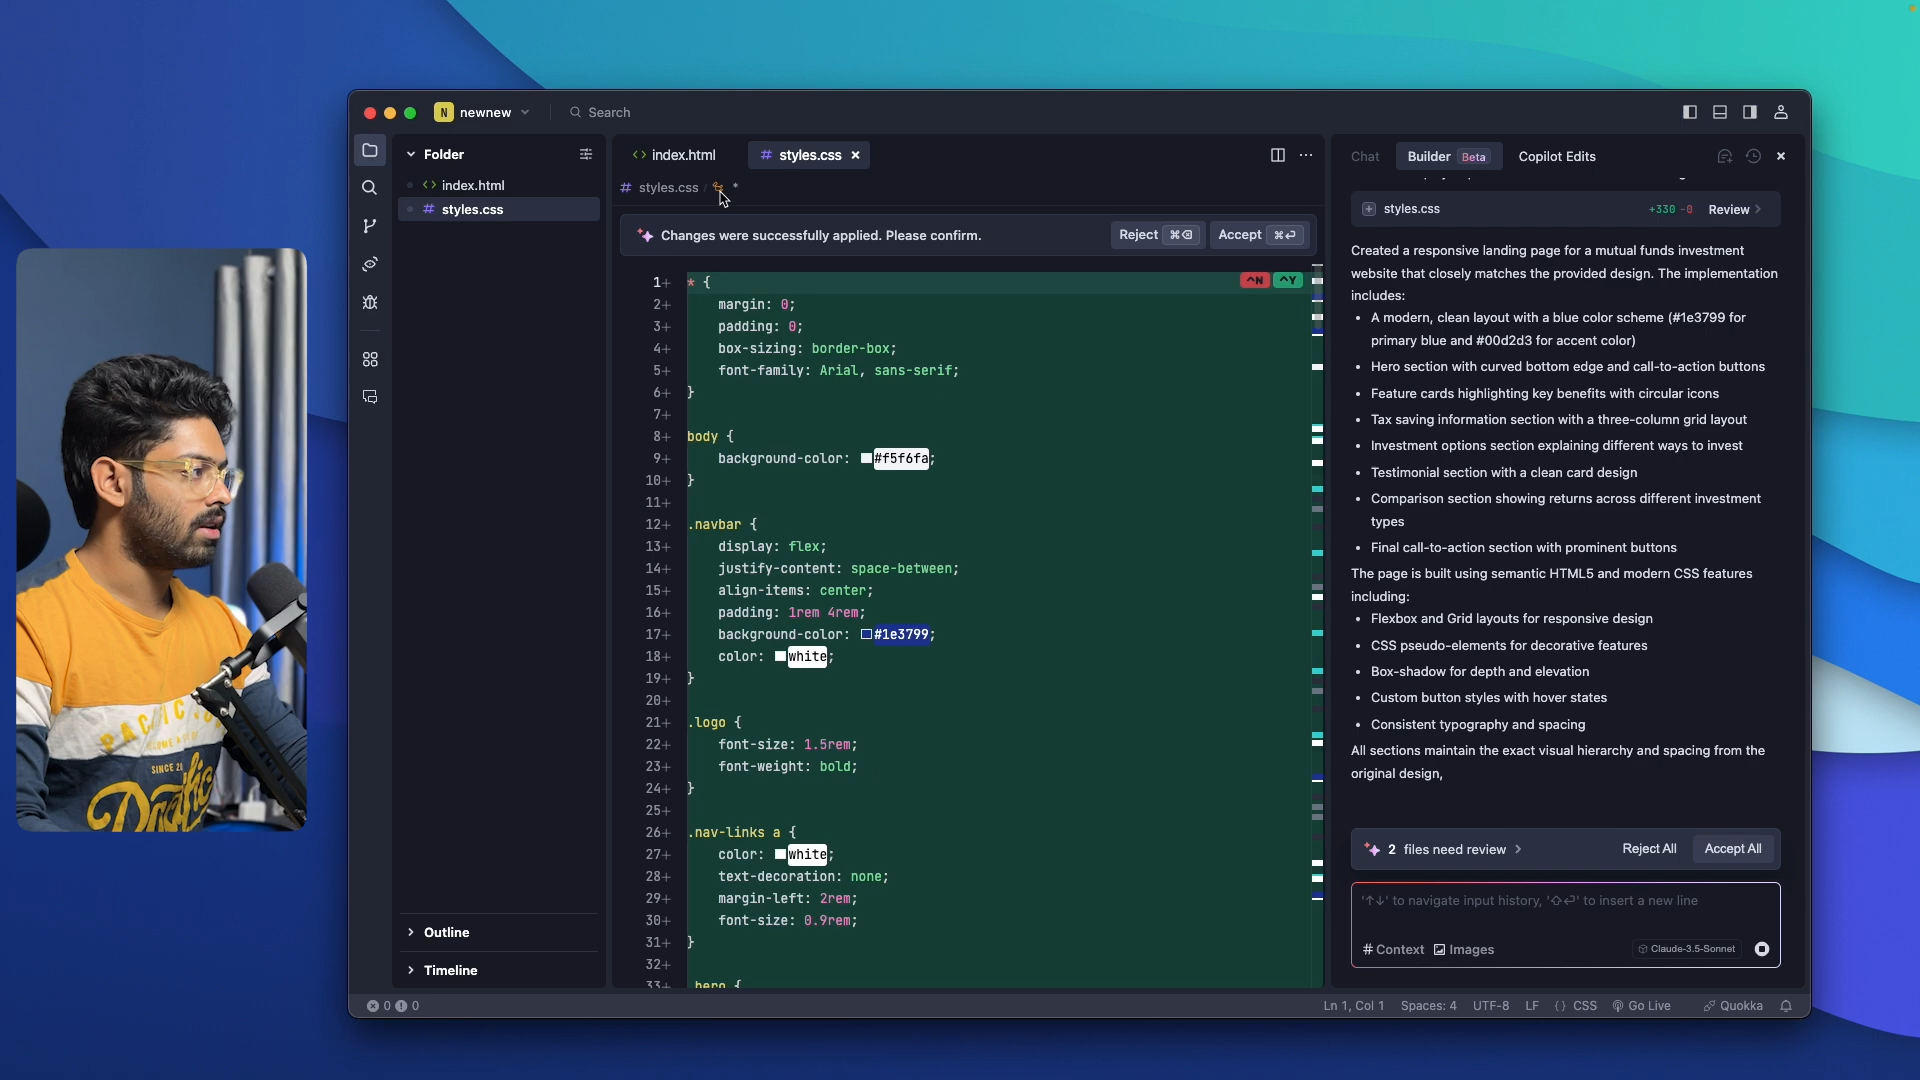 N newnew
Search
Folder
index.html
styles.css
Outline
Timeline
index.html
# styles.css
# styles.css / *
Changes were successfully applied. Please confirm.
Reject ⌘⌫
Accept ⌘⏎
^N ^Y
1+ * {
2+ margin: 0;
3+ padding: 0;
4+ box-sizing: border-box;
5+ font-family: Arial, sans-serif;
6+ }
7+
8+ body {
9+ background-color: #f5f6fa;
10+ }
11+
12+ .navbar {
13+ display: flex;
14+ justify-content: space-between;
15+ align-items: center;
16+ padding: 1rem 4rem;
17+ background-color: #1e3799;
18+ color: white;
19+ }
20+
21+ .logo {
22+ font-size: 1.5rem;
23+ font-weight: bold;
24+ }
25+
26+ .nav-links a {
27+ color: white;
28+ text-decoration: none;
29+ margin-left: 2rem;
30+ font-size: 0.9rem;
31+ }
32+
33+ .hero {
Chat
Builder Beta
Copilot Edits
styles.css +330 -0 Review
Created a responsive landing page for a mutual funds investment
website that closely matches the provided design. The implementation
includes:
• A modern, clean layout with a blue color scheme (#1e3799 for
primary blue and #00d2d3 for accent color)
• Hero section with curved bottom edge and call-to-action buttons
• Feature cards highlighting key benefits with circular icons
• Tax saving information section with a three-column grid layout
• Investment options section explaining different ways to invest
• Testimonial section with a clean card design
• Comparison section showing returns across different investment
types
• Final call-to-action section with prominent buttons
The page is built using semantic HTML5 and modern CSS features
including:
• Flexbox and Grid layouts for responsive design
• CSS pseudo-elements for decorative features
• Box-shadow for depth and elevation
• Custom button styles with hover states
• Consistent typography and spacing
All sections maintain the exact visual hierarchy and spacing from the
original design,
2 files need review
Reject All
Accept All
'↑↓' to navigate input history, '⇧⏎' to insert a new line
# Context
Images
Claude-3.5-Sonnet
0 0
Ln 1, Col 1
Spaces: 4
UTF-8
LF
{} CSS
Go Live
Quokka
SINCE 20